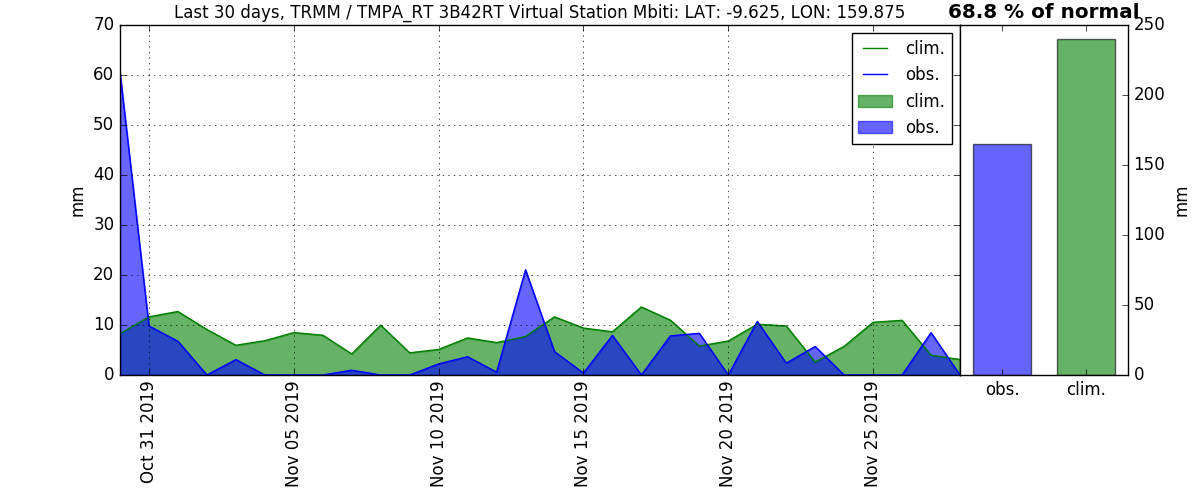 Last 30 days, TRMM / TMPA_RT 3B42RT Virtual Station Mbiti: LAT: -9.625, LON: 159.875
68.8 % of normal
70
60
50
40
30
20
10
0
mm
clim.
obs.
clim.
obs.
Oct 31 2019
Nov 05 2019
Nov 10 2019
Nov 15 2019
Nov 20 2019
Nov 25 2019
obs.
clim.
250
200
150
100
50
0
mm